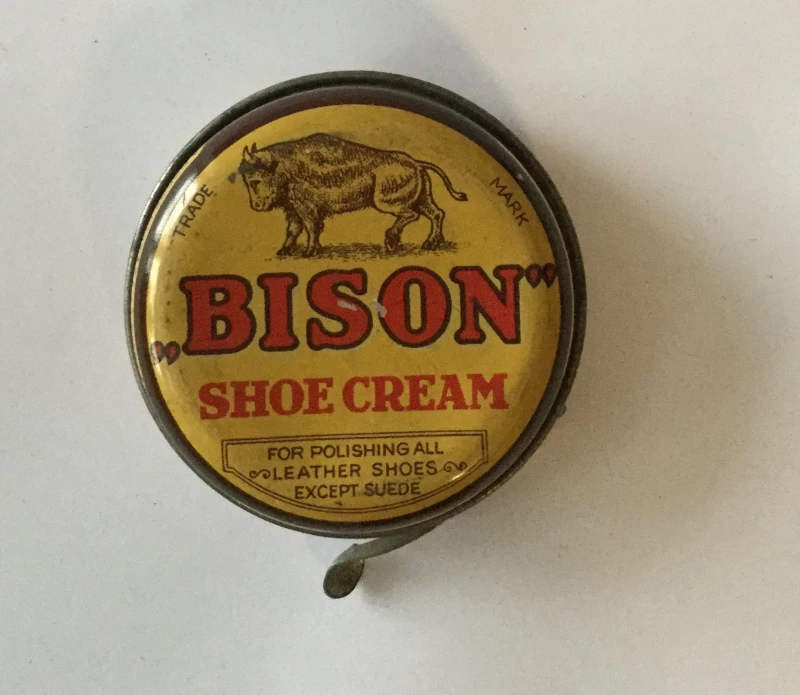 TRADE MARK
„BISON”
SHOE CREAM
FOR POLISHING ALL
LEATHER SHOES
EXCEPT SUEDE